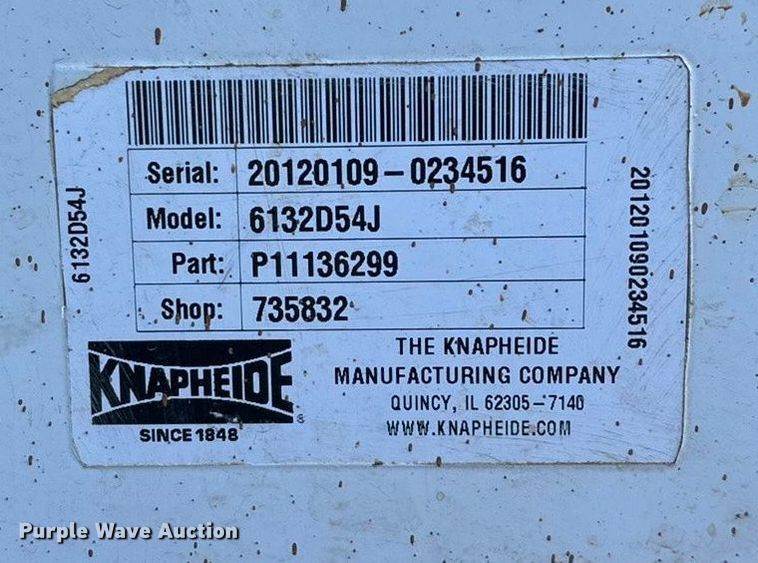 Serial: 20120109-0234516
Model: 6132D54J
Part: P11136299
Shop: 735832
6132D54J
201201090234516
KNAPHEIDE
®
SINCE 1848
THE KNAPHEIDE
MANUFACTURING COMPANY
QUINCY, IL 62305-7140
WWW.KNAPHEIDE.COM
Purple Wave Auction